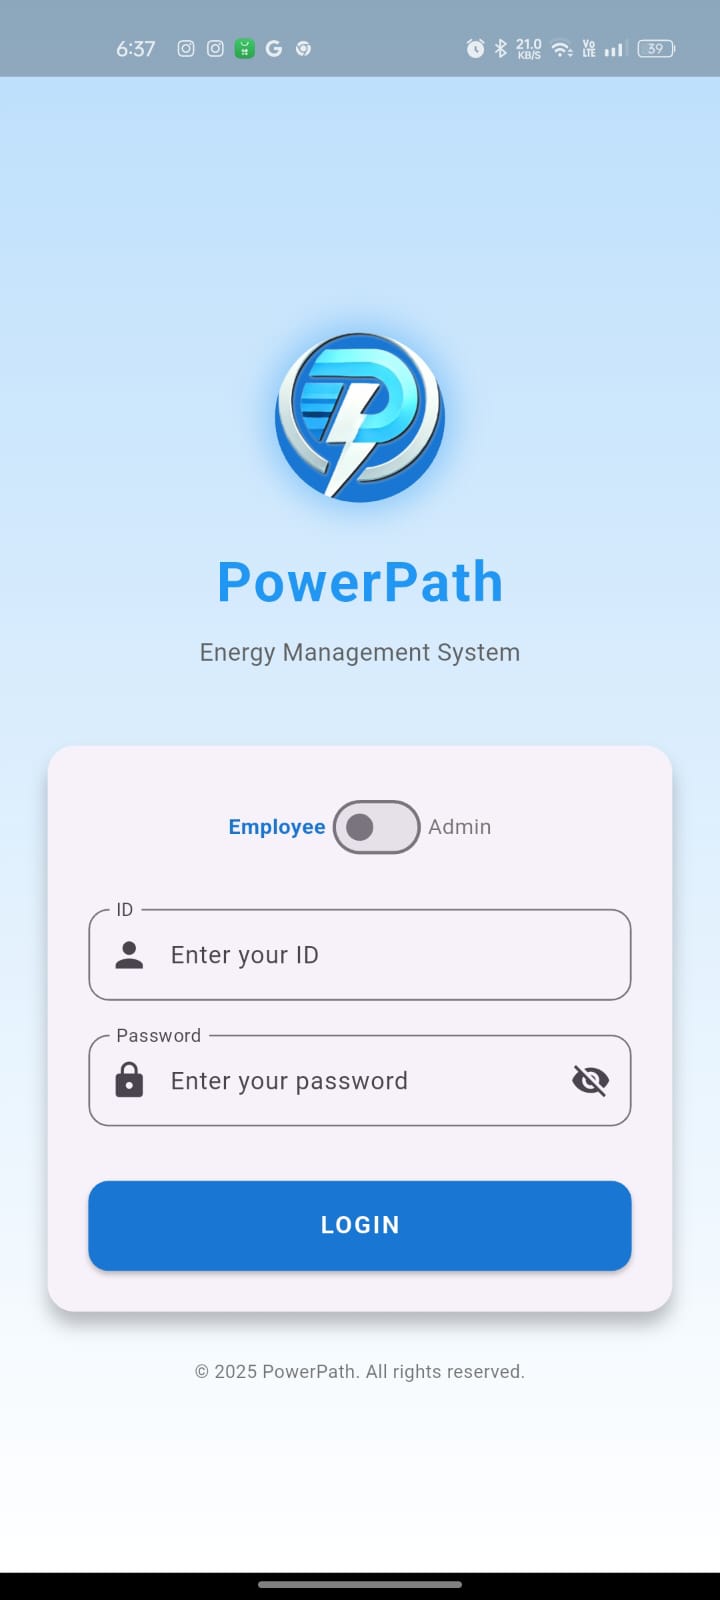 6:37 21.0 KB/S Vo LTE 39
PowerPath
Energy Management System
Employee Admin
ID
Enter your ID
Password
Enter your password
LOGIN
© 2025 PowerPath. All rights reserved.